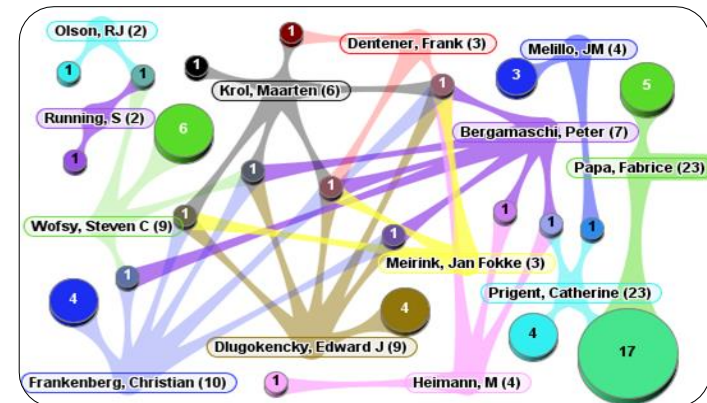 Olson, RJ (2)
1
Dentener, Frank (3)
Melillo, JM (4)
1
1
1
Krol, Maarten (6)
1
3
5
Running, S (2)
6
Bergamaschi, Peter (7)
1
1
1
Papa, Fabrice (23)
Wofsy, Steven C (9)
1
1
1
1
1
Meirink, Jan Fokke (3)
1
4
Prigent, Catherine (23)
4
4
17
Dlugokencky, Edward J (9)
Frankenberg, Christian (10)
1
Heimann, M (4)